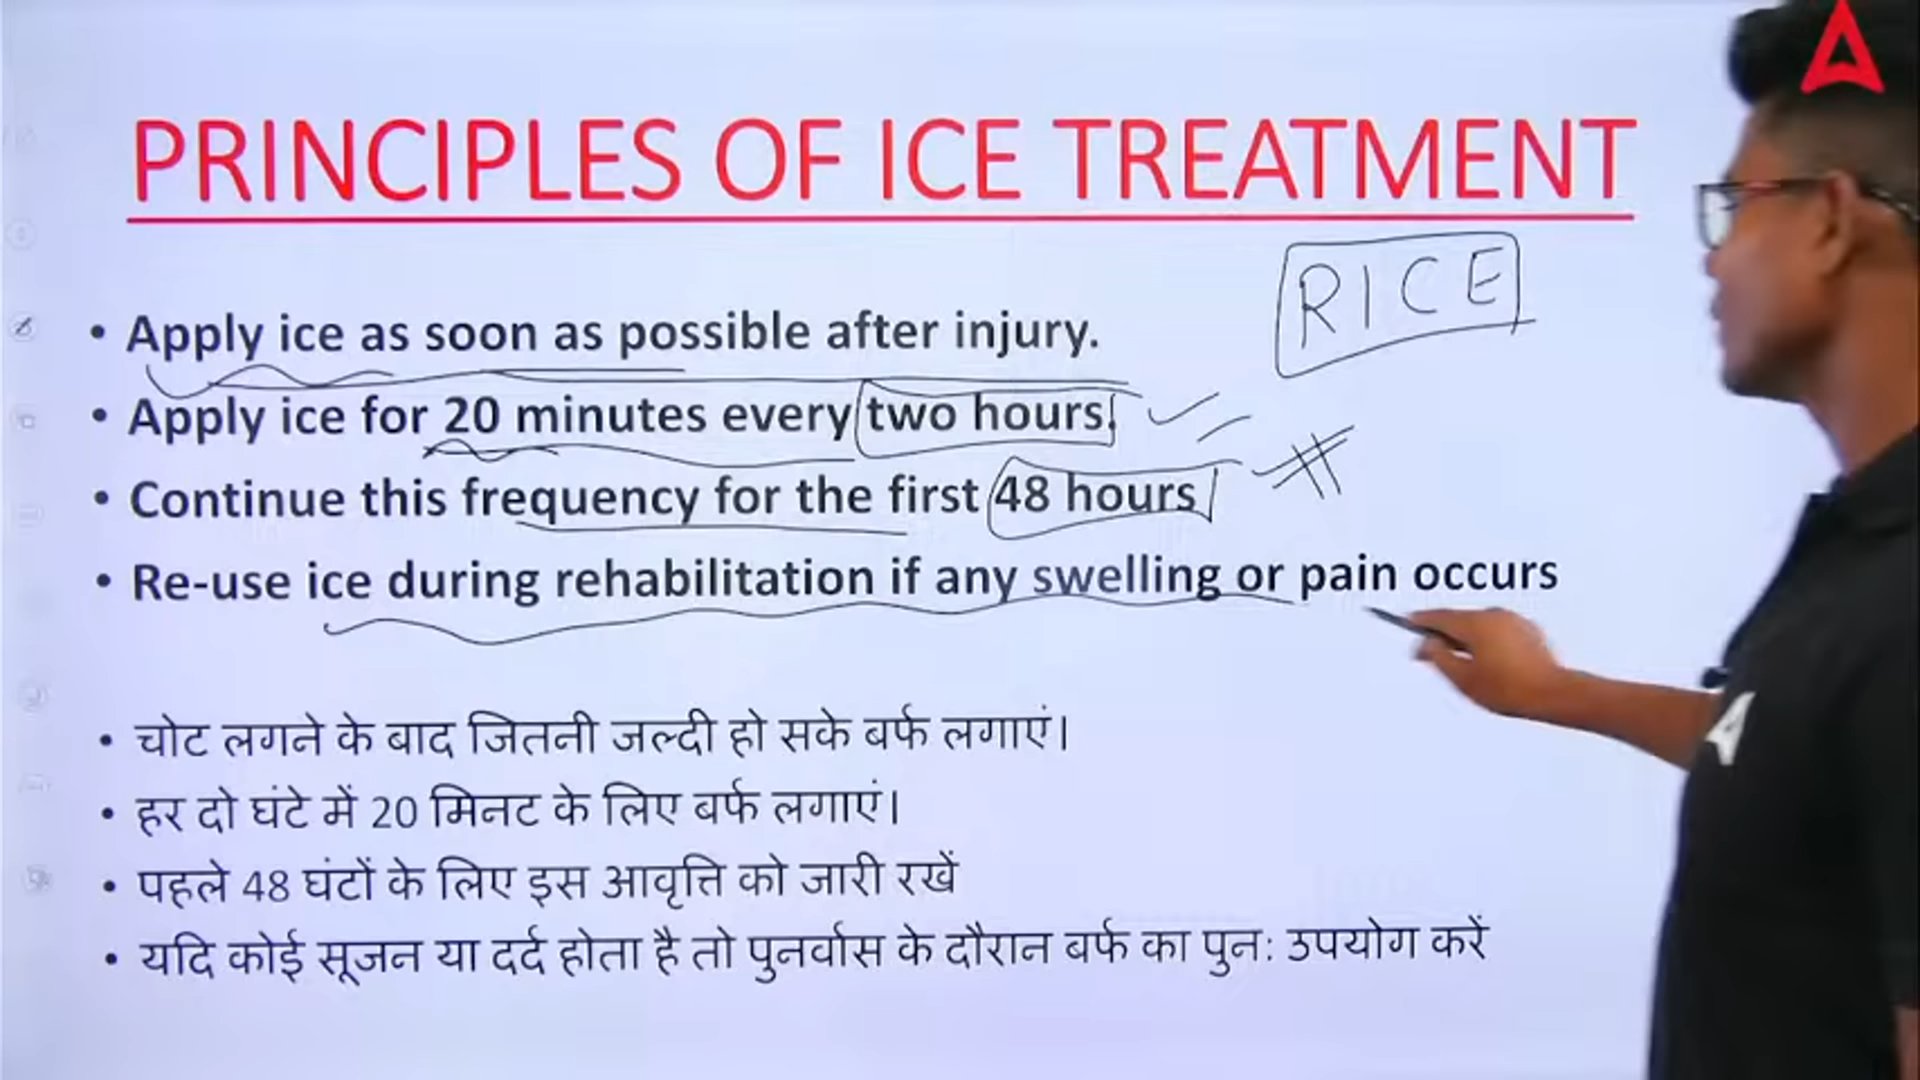 PRINCIPLES OF ICE TREATMENT
RICE
• Apply ice as soon as possible after injury.
• Apply ice for 20 minutes every two hours.
• Continue this frequency for the first 48 hours
• Re-use ice during rehabilitation if any swelling or pain occurs
• चोट लगने के बाद जितनी जल्दी हो सके बर्फ लगाएं।
• हर दो घंटे में 20 मिनट के लिए बर्फ लगाएं।
• पहले 48 घंटों के लिए इस आवृत्ति को जारी रखें
• यदि कोई सूजन या दर्द होता है तो पुनर्वास के दौरान बर्फ का पुन: उपयोग करें